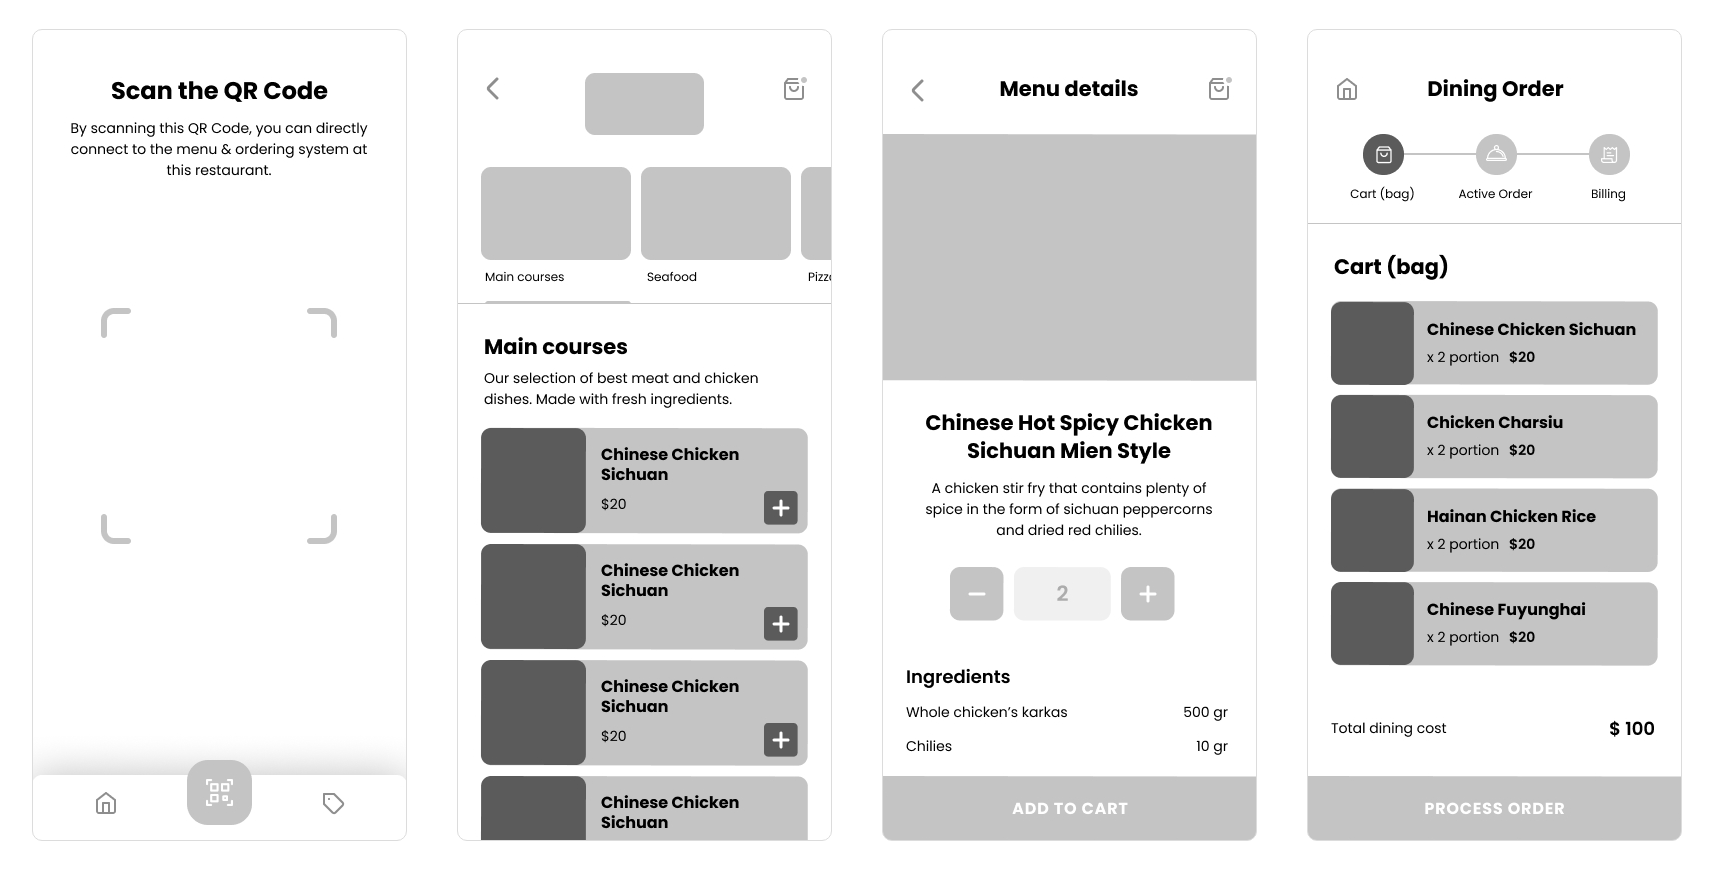 Scan the QR Code
By scanning this QR Code, you can directly
connect to the menu & ordering system at
this restaurant.
Main courses
Seafood
Pizza
Main courses
Our selection of best meat and chicken
dishes. Made with fresh ingredients.
Chinese Chicken
Sichuan
$20
Chinese Chicken
Sichuan
$20
Chinese Chicken
Sichuan
$20
Chinese Chicken
Sichuan
Menu details
Chinese Hot Spicy Chicken
Sichuan Mien Style
A chicken stir fry that contains plenty of
spice in the form of sichuan peppercorns
and dried red chilies.
2
Ingredients
Whole chicken’s karkas 500 gr
Chilies 10 gr
ADD TO CART
Dining Order
Cart (bag) Active Order Billing
Cart (bag)
Chinese Chicken Sichuan
x 2 portion $20
Chicken Charsiu
x 2 portion $20
Hainan Chicken Rice
x 2 portion $20
Chinese Fuyunghai
x 2 portion $20
Total dining cost $ 100
PROCESS ORDER